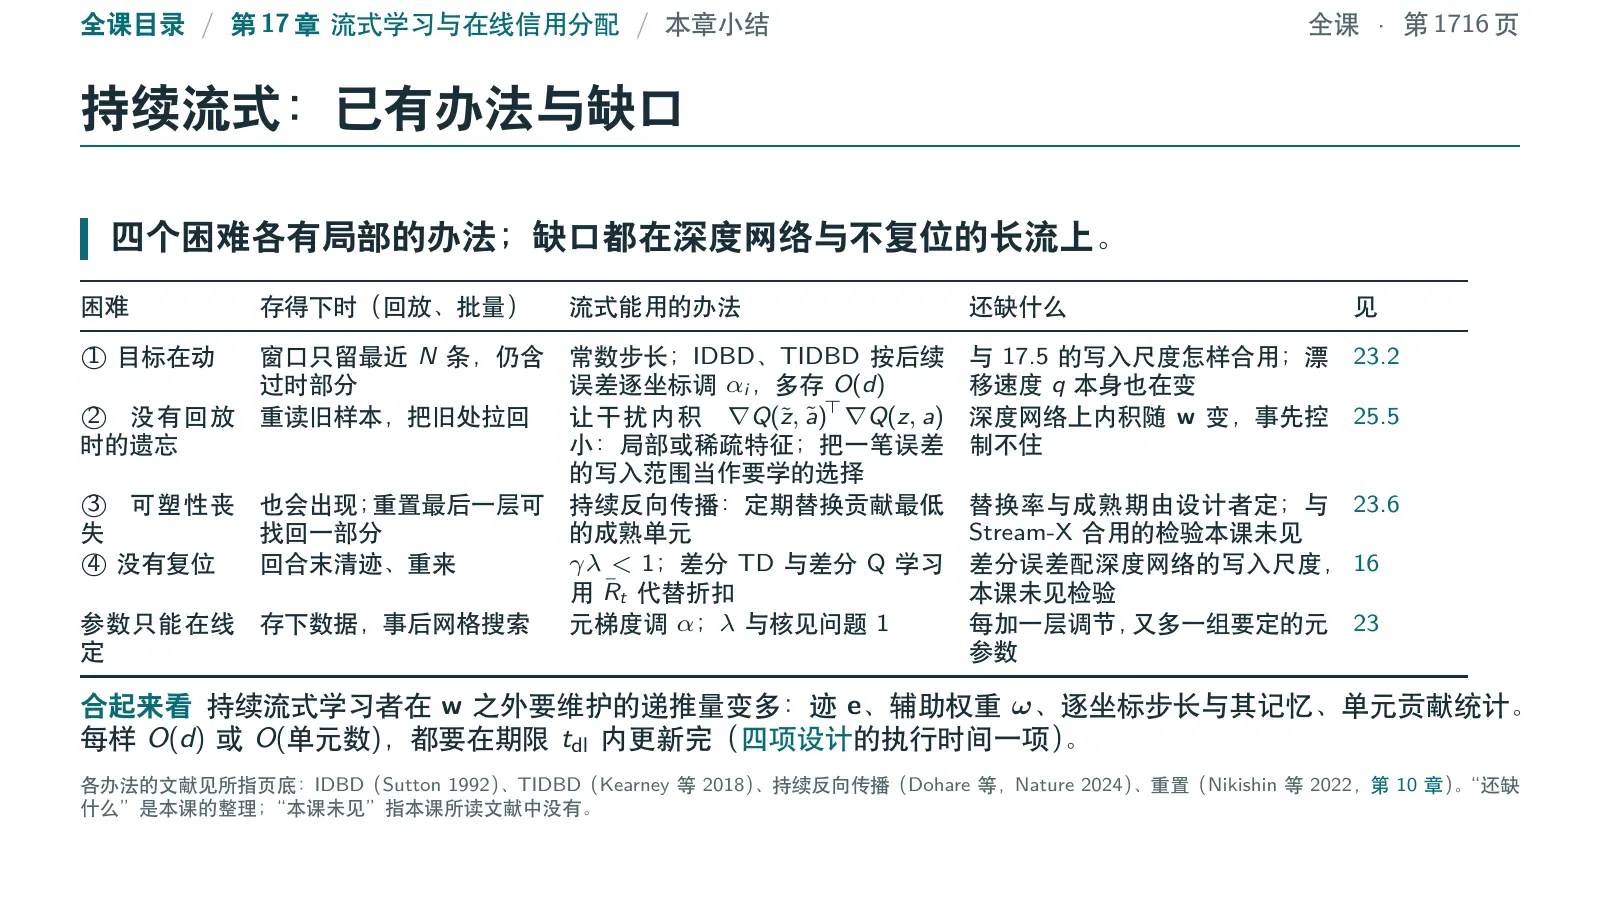 全课目录 / 第 17 章 流式学习与在线信用分配 / 本章小结
全课 · 第 1716 页
持续流式：已有办法与缺口
四个困难各有局部的办法；缺口都在深度网络与不复位的长流上。
困难 存得下时（回放、批量） 流式能用的办法 还缺什么 见
① 目标在动 窗口只留最近 N 条，仍含 常数步长；IDBD、TIDBD 按后续 与 17.5 的写入尺度怎样合用；漂 23.2
过时部分 误差逐坐标调 αᵢ，多存 O(d) 移速度 q 本身也在变
② 没有回放 重读旧样本，把旧处拉回 让干扰内积 ∇Q(z̃, ã)⊤∇Q(z, a) 深度网络上内积随 w 变，事先控 25.5
时的遗忘 小：局部或稀疏特征；把一笔误差 制不住
的写入范围当作要学的选择
③ 可塑性丧 也会出现；重置最后一层可 持续反向传播：定期替换贡献最低 替换率与成熟期由设计者定；与 23.6
失 找回一部分 的成熟单元 Stream-X 合用的检验本课未见
④ 没有复位 回合末清迹、重来 γλ < 1；差分 TD 与差分 Q 学习 差分误差配深度网络的写入尺度， 16
用 R̄ₜ 代替折扣 本课未见检验
参数只能在线 存下数据，事后网格搜索 元梯度调 α；λ 与核见问题 1 每加一层调节，又多一组要定的元 23
定 参数
合起来看 持续流式学习者在 w 之外要维护的递推量变多：迹 e、辅助权重 ω、逐坐标步长与其记忆、单元贡献统计。
每样 O(d) 或 O(单元数)，都要在期限 t_dl 内更新完（四项设计的执行时间一项）。
各办法的文献见所指页底：IDBD（Sutton 1992）、TIDBD（Kearney 等 2018）、持续反向传播（Dohare 等，Nature 2024）、重置（Nikishin 等 2022，第 10 章）。“还缺
什么”是本课的整理；“本课未见”指本课所读文献中没有。